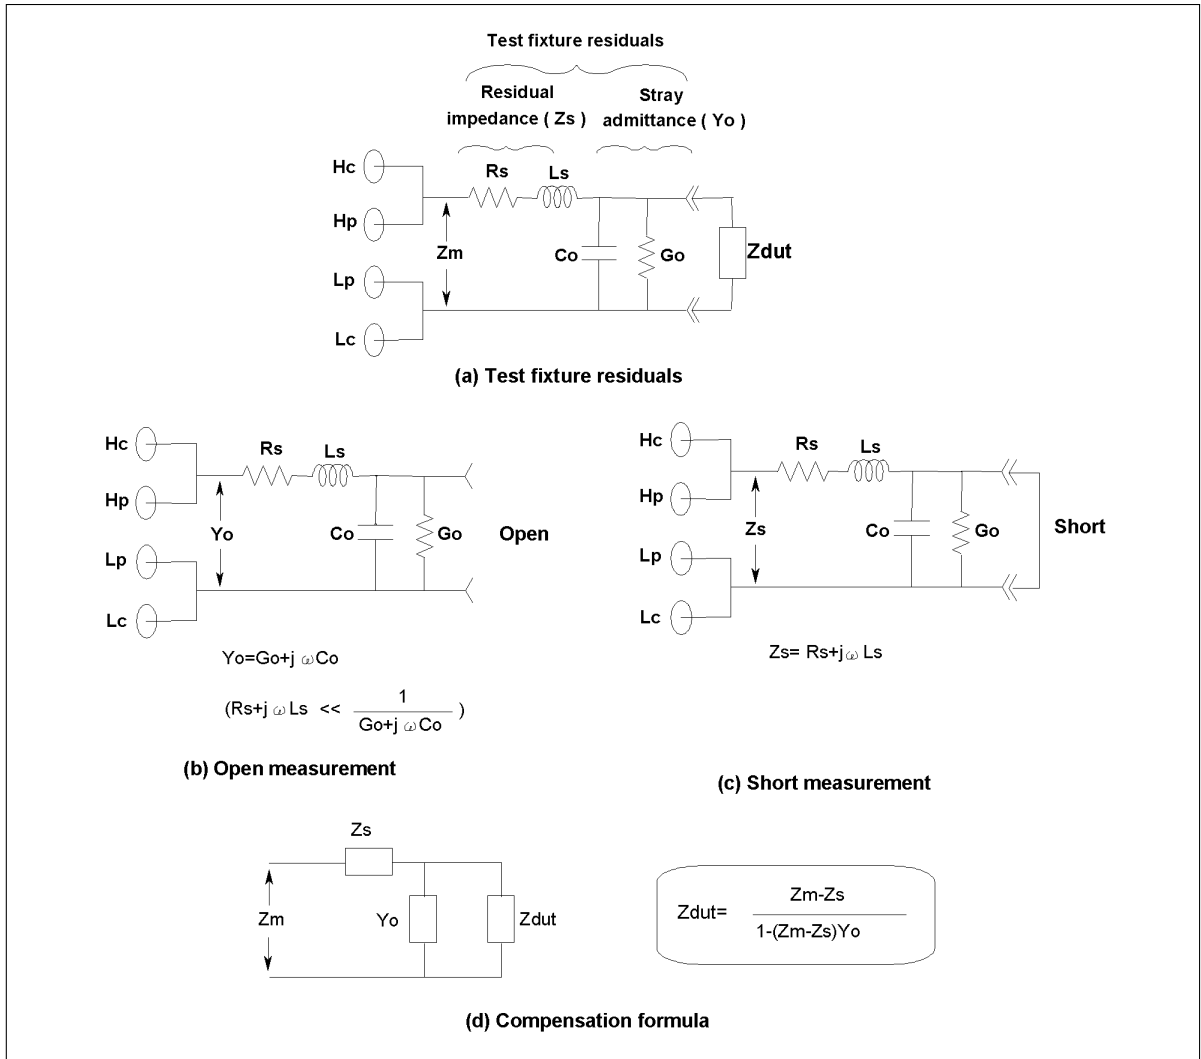 Test fixture residuals
Residual
impedance ( Zs )
Stray
admittance ( Yo )
Hc
Rs
Ls
Hp
Zm
Co
Go
Zdut
Lp
Lc
(a) Test fixture residuals
Hc
Rs
Ls
Hp
Yo
Co
Go
Open
Lp
Lc
Yo=Go+j ωCo
(Rs+j ω Ls << 1 )
Go+j ω Co
(b) Open measurement
Hc
Rs
Ls
Hp
Zs
Co
Go
Short
Lp
Lc
Zs= Rs+jω Ls
(c) Short measurement
Zs
Zm
Yo
Zdut
Zdut= Zm-Zs
1-(Zm-Zs)Yo
(d) Compensation formula